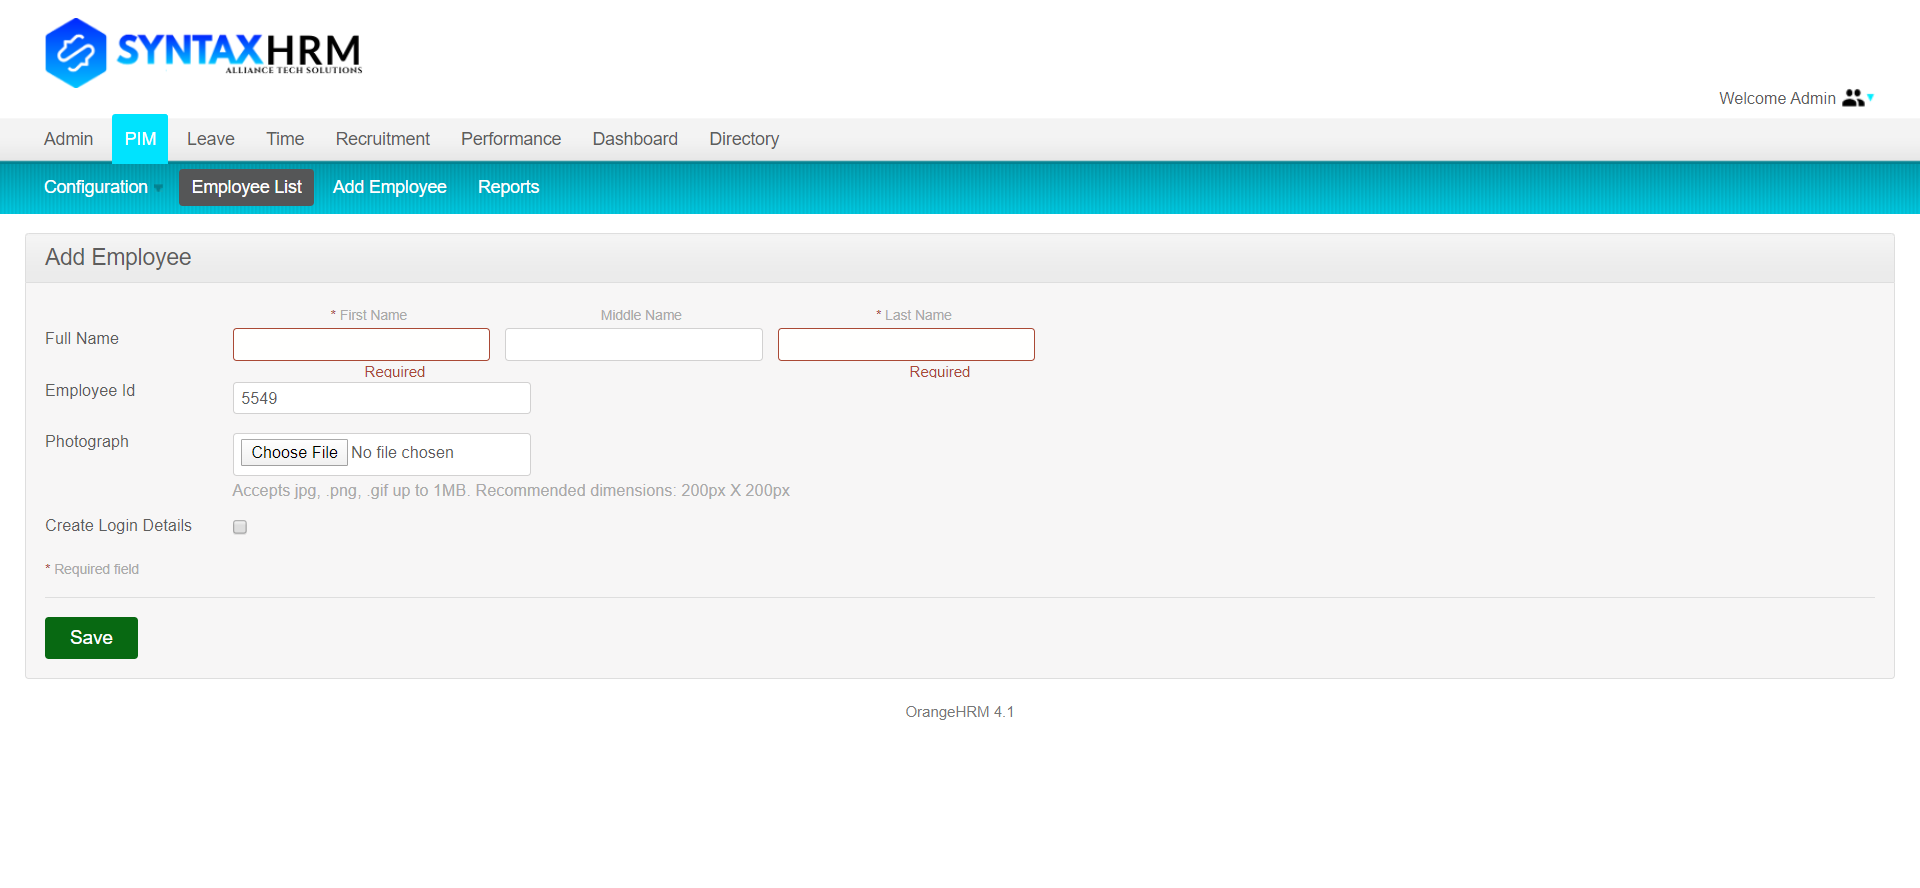 SYNTAXHRM
ALLIANCE TECH SOLUTIONS
Welcome Admin
Admin PIM Leave Time Recruitment Performance Dashboard Directory
Configuration Employee List Add Employee Reports
Add Employee
* First Name Middle Name * Last Name
Full Name
Required Required
Employee Id 5549
Photograph Choose File No file chosen
Accepts jpg, .png, .gif up to 1MB. Recommended dimensions: 200px X 200px
Create Login Details
* Required field
Save
OrangeHRM 4.1